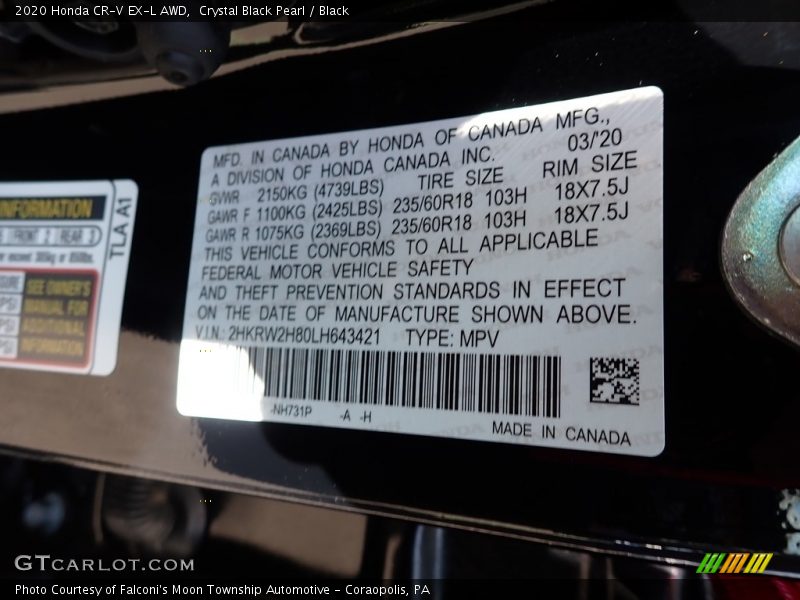 2020 Honda CR-V EX-L AWD,  Crystal Black Pearl / Black
MFD. IN CANADA BY HONDA OF CANADA MFG.,
A DIVISION OF HONDA CANADA INC. 03/'20
GVWR 2150KG (4739LBS) TIRE SIZE RIM SIZE
GAWR F 1100KG (2425LBS) 235/60R18 103H 18X7.5J
GAWR R 1075KG (2369LBS) 235/60R18 103H 18X7.5J
THIS VEHICLE CONFORMS TO ALL APPLICABLE
FEDERAL MOTOR VEHICLE SAFETY
AND THEFT PREVENTION STANDARDS IN EFFECT
ON THE DATE OF MANUFACTURE SHOWN ABOVE.
V.I.N.: 2HKRW2H80LH643421 TYPE: MPV
-NH731P -A -H
MADE IN CANADA
INFORMATION
FRONT 2 REAR 3
TLA A1
SEE OWNER'S
MANUAL FOR
ADDITIONAL
INFORMATION
GTCARLOT.COM
Photo Courtesy of Falconi's Moon Township Automotive - Coraopolis, PA